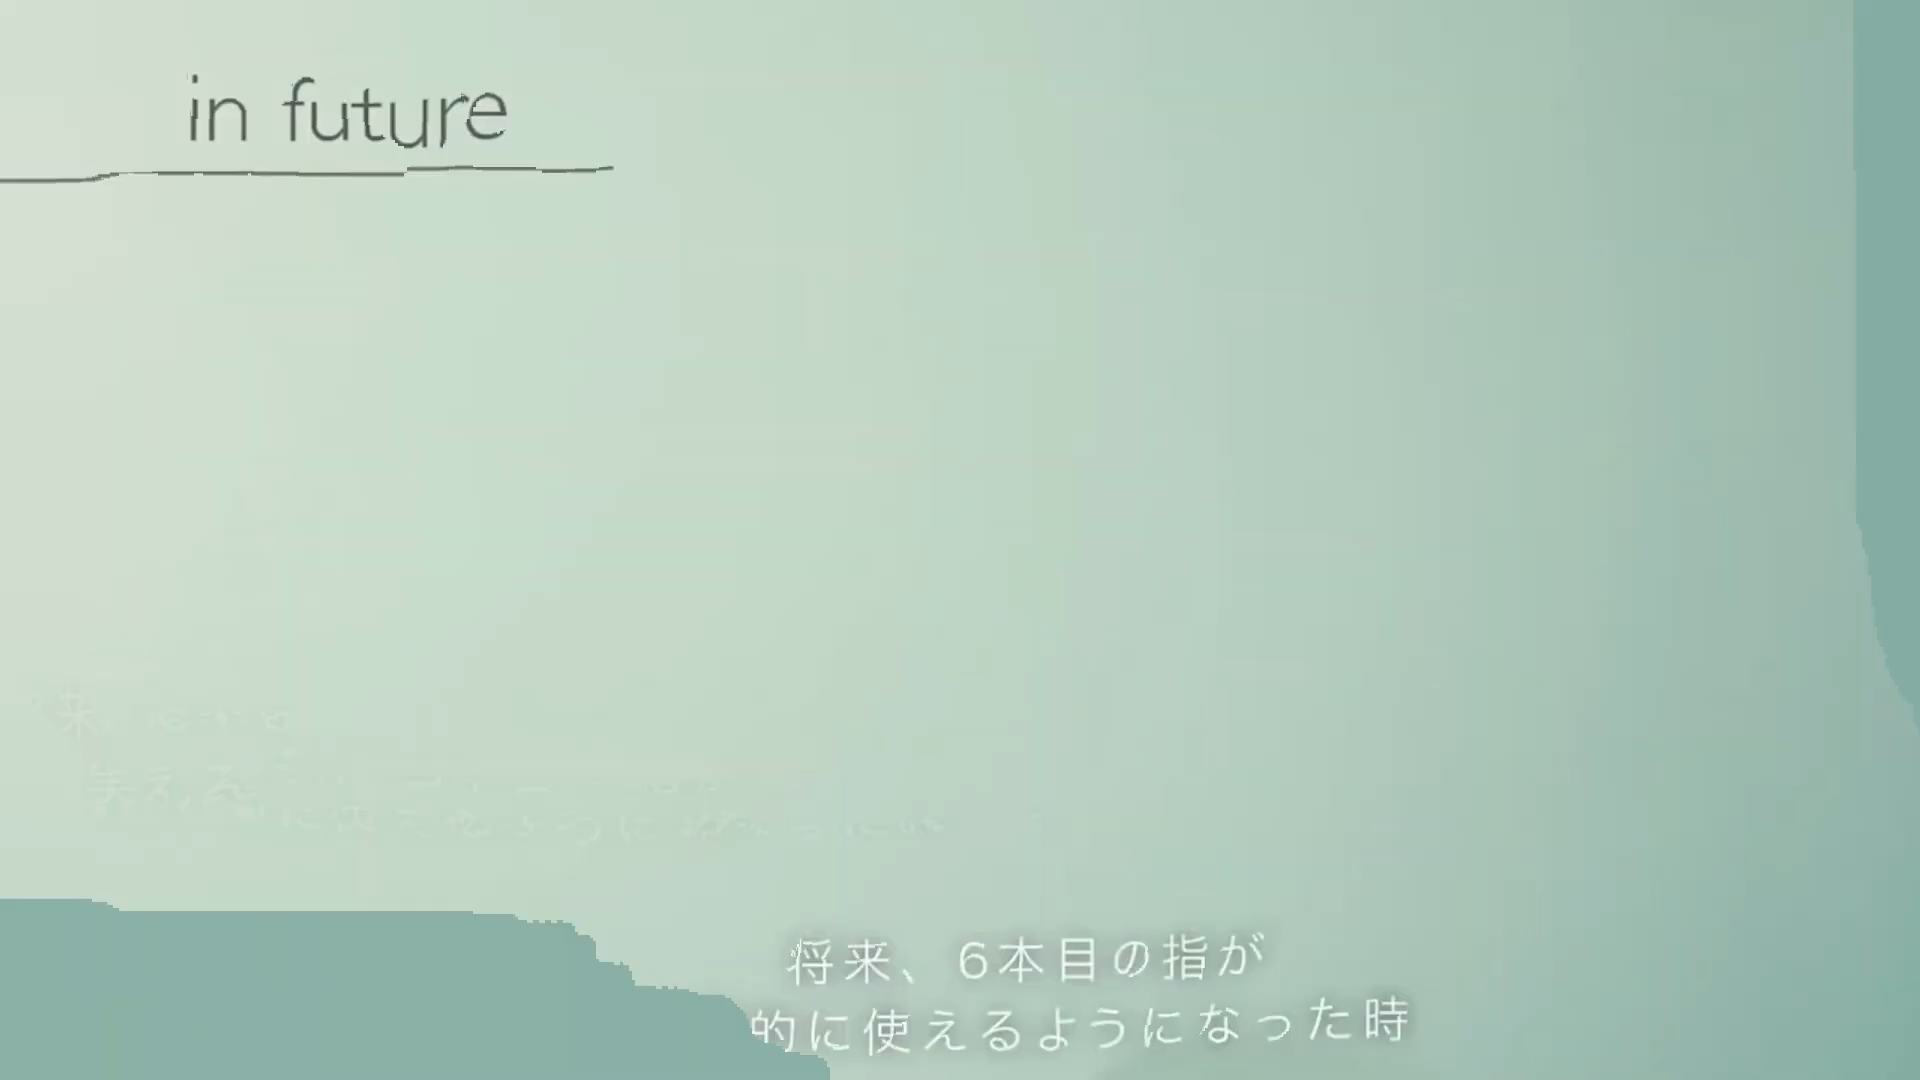 in future
将来、6本目の指が
的に使えるようになった時